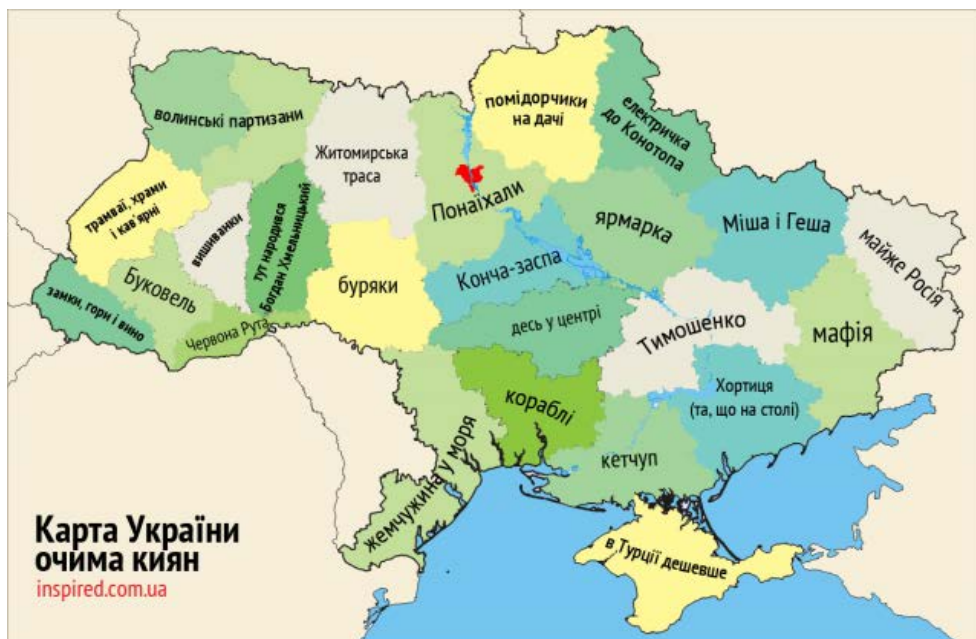 помідорчики
на дачі
електричка
до Конотопа
волинські партизани
Житомирська
траса
Понаїхали
трамваї, храми
і кав'ярні
вишиванки
тут народився
Богдан Хмельницький
ярмарка
Міша і Геша
майже Росія
Буковель
буряки
Конча-заспа
замки, гори і вино
Червона Рута
десь у центрі
Тимошенко
мафія
кораблі
Хортиця
(та, що на столі)
жемчужина у моря
кетчуп
в Турції дешевше
Карта України
очима киян
inspired.com.ua